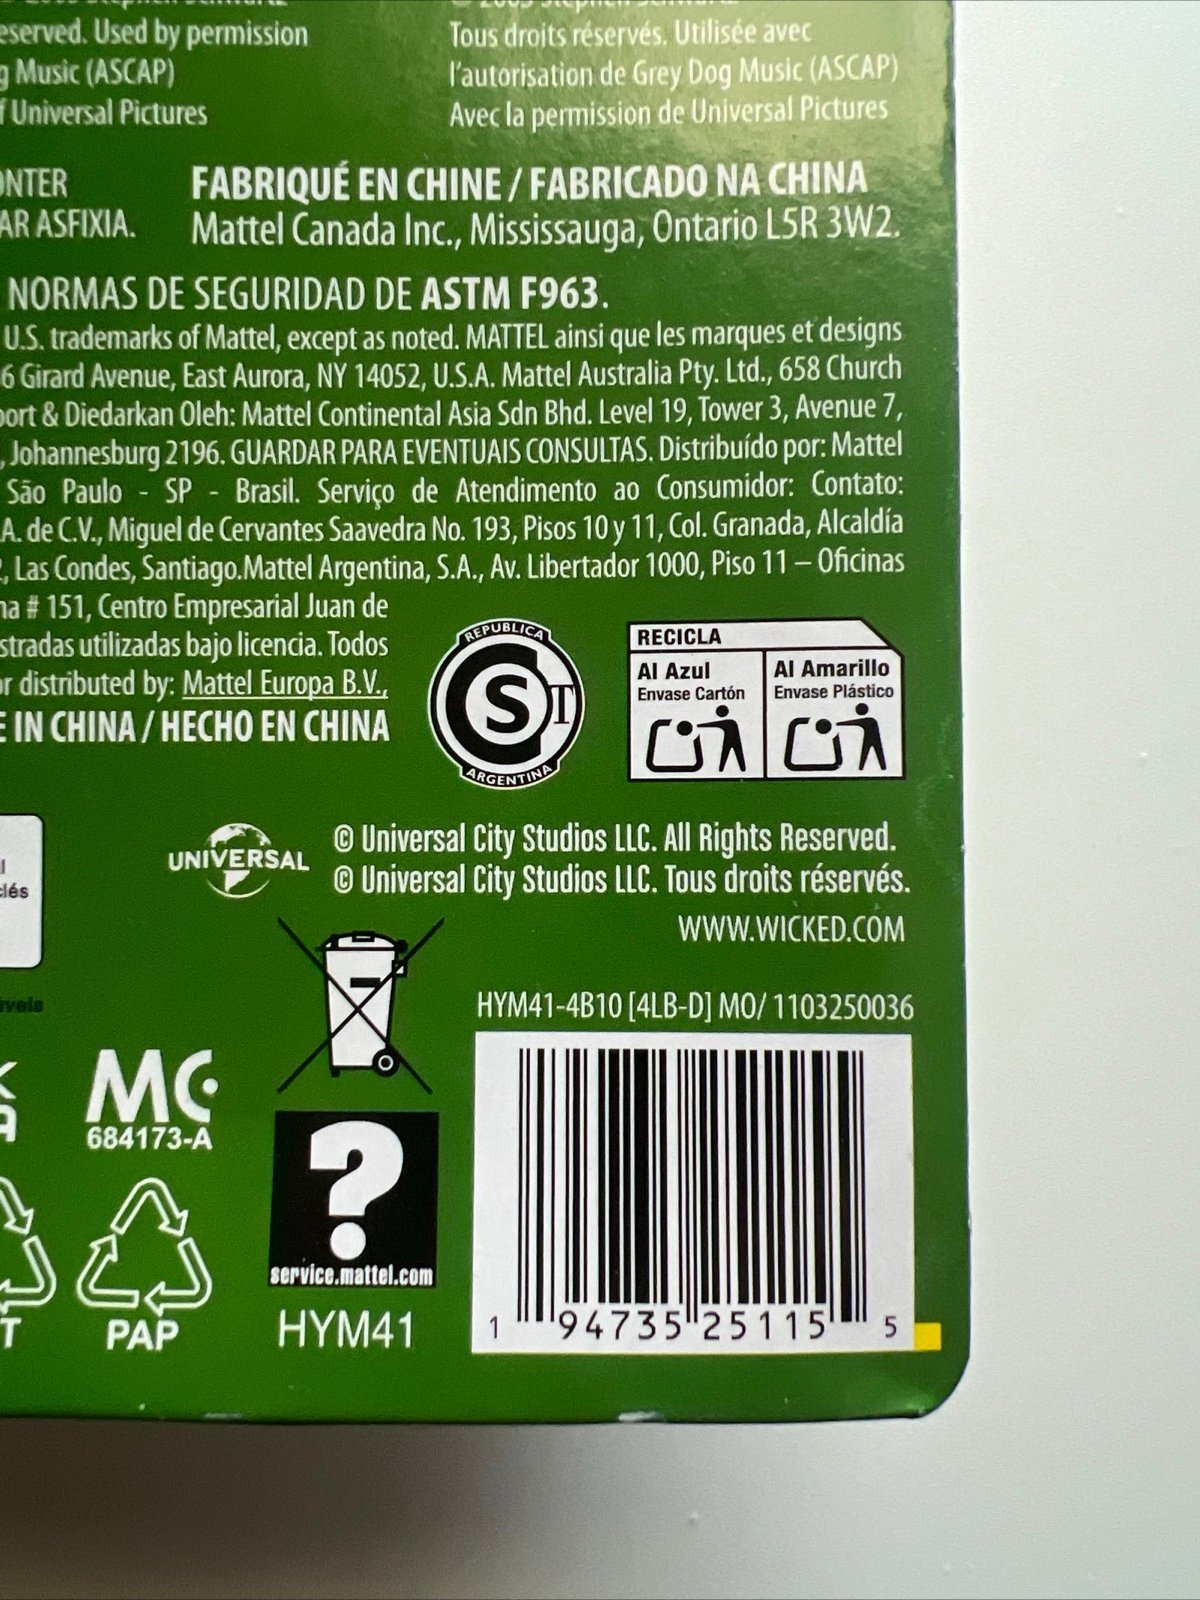 eserved. Used by permission
g Music (ASCAP)
f Universal Pictures
Tous droits réservés. Utilisée avec
l'autorisation de Grey Dog Music (ASCAP)
Avec la permission de Universal Pictures
ONTER
AR ASFIXIA.
FABRIQUÉ EN CHINE / FABRICADO NA CHINA
Mattel Canada Inc., Mississauga, Ontario L5R 3W2.
NORMAS DE SEGURIDAD DE ASTM F963.
U.S. trademarks of Mattel, except as noted. MATTEL ainsi que les marques et designs
6 Girard Avenue, East Aurora, NY 14052, U.S.A. Mattel Australia Pty. Ltd., 658 Church
port & Diedarkan Oleh: Mattel Continental Asia Sdn Bhd. Level 19, Tower 3, Avenue 7,
, Johannesburg 2196. GUARDAR PARA EVENTUAIS CONSULTAS. Distribuído por: Mattel
São Paulo - SP - Brasil. Serviço de Atendimento ao Consumidor: Contato:
.A. de C.V., Miguel de Cervantes Saavedra No. 193, Pisos 10 y 11, Col. Granada, Alcaldía
2, Las Condes, Santiago.Mattel Argentina, S.A., Av. Libertador 1000, Piso 11 – Oficinas
na # 151, Centro Empresarial Juan de
stradas utilizadas bajo licencia. Todos
or distributed by: Mattel Europa B.V.,
E IN CHINA / HECHO EN CHINA
REPUBLICA
S T
ARGENTINA
RECICLA
Al Azul
Envase Cartón
Al Amarillo
Envase Plástico
clés
UNIVERSAL
© Universal City Studios LLC. All Rights Reserved.
© Universal City Studios LLC. Tous droits réservés.
WWW.WICKED.COM
HYM41-4B10 [4LB-D] MO/ 1103250036
MC
684173-A
?
service.mattel.com
HYM41
T
PAP
1 94735 25115 5